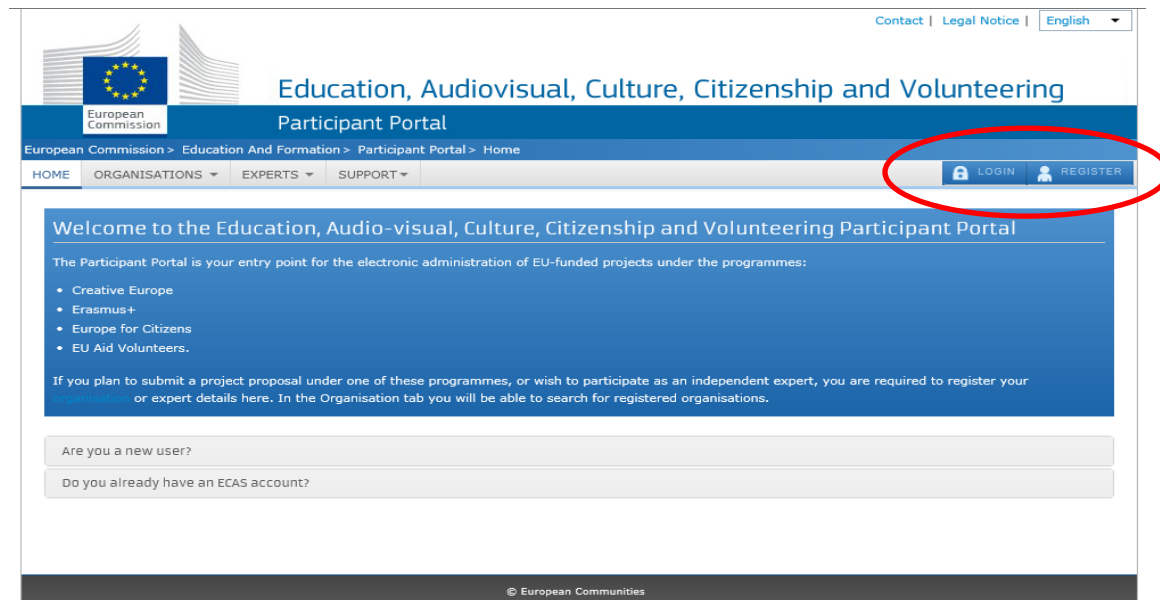 Contact | Legal Notice | English
Education, Audiovisual, Culture, Citizenship and Volunteering
European
Commission
Participant Portal
European Commission > Education And Formation > Participant Portal > Home
HOME ORGANISATIONS EXPERTS SUPPORT LOGIN REGISTER
Welcome to the Education, Audio-visual, Culture, Citizenship and Volunteering Participant Portal
The Participant Portal is your entry point for the electronic administration of EU-funded projects under the programmes:
• Creative Europe
• Erasmus+
• Europe for Citizens
• EU Aid Volunteers.
If you plan to submit a project proposal under one of these programmes, or wish to participate as an independent expert, you are required to register your
organisation or expert details here. In the Organisation tab you will be able to search for registered organisations.
Are you a new user?
Do you already have an ECAS account?
© European Communities